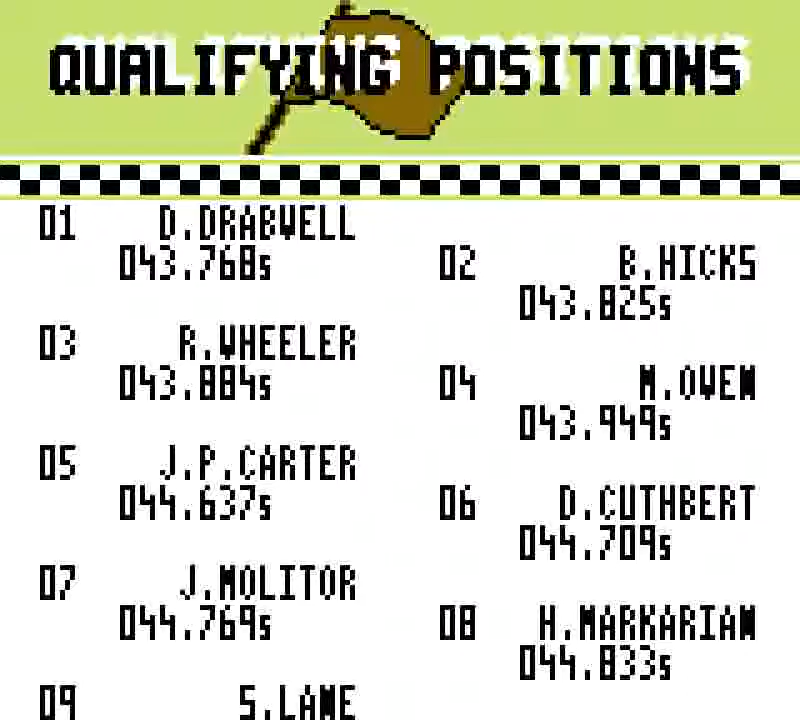 QUALIFYING POSITIONS
01 D.DRABWELL
043.768s
02 B.HICKS
043.825s
03 R.WHEELER
043.884s
04 N.OWEN
043.949s
05 J.P.CARTER
044.637s
06 D.CUTHBERT
044.709s
07 J.MOLITOR
044.769s
08 H.MARKARIAN
044.833s
09 S.LANE